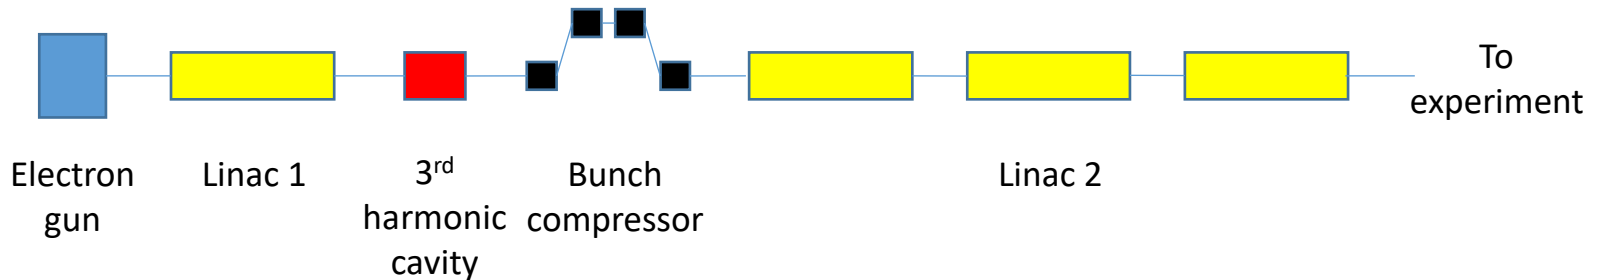 To
experiment
Electron
gun
Linac 1
3rd
harmonic
cavity
Bunch
compressor
Linac 2